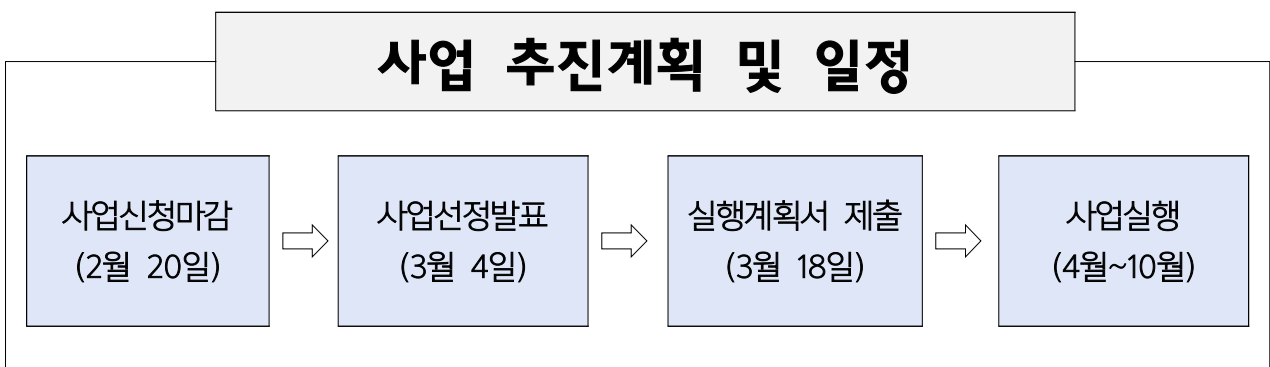 사업 추진계획 및 일정
사업신청마감
(2월 20일)
사업선정발표
(3월 4일)
실행계획서 제출
(3월 18일)
사업실행
(4월~10월)